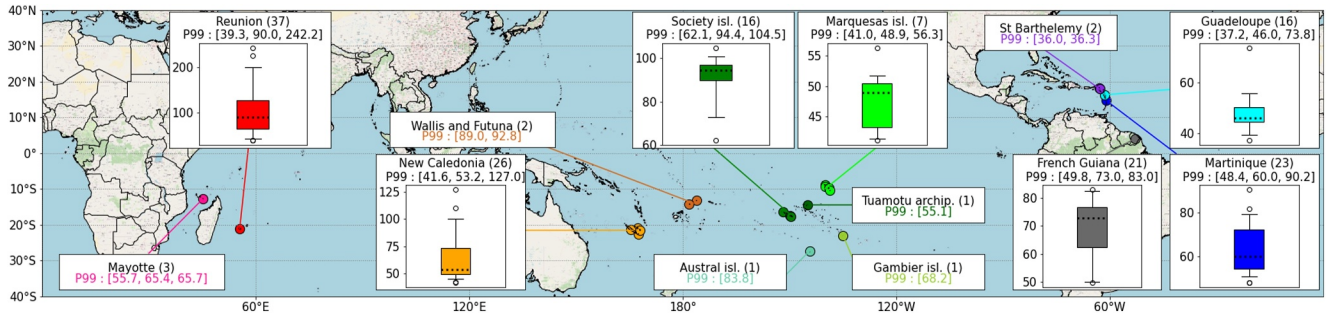 40°N
30°N
20°N
10°N
0°
10°S
20°S
30°S
40°S
60°E
120°E
180°
120°W
60°W
Reunion (37)
P99 : [39.3, 90.0, 242.2]
200
100
Society isl. (16)
P99 : [62.1, 94.4, 104.5]
100
80
60
Marquesas isl. (7)
P99 : [41.0, 48.9, 56.3]
55
50
45
St Barthelemy (2)
P99 : [36.0, 36.3]
Guadeloupe (16)
P99 : [37.2, 46.0, 73.8]
60
40
Wallis and Futuna (2)
P99 : [89.0, 92.8]
New Caledonia (26)
P99 : [41.6, 53.2, 127.0]
125
100
75
50
Tuamotu archip. (1)
P99 : [55.1]
French Guiana (21)
P99 : [49.8, 73.0, 83.0]
80
70
60
50
Martinique (23)
P99 : [48.4, 60.0, 90.2]
80
60
Mayotte (3)
P99 : [55.7, 65.4, 65.7]
Austral isl. (1)
P99 : [83.8]
Gambier isl. (1)
P99 : [68.2]